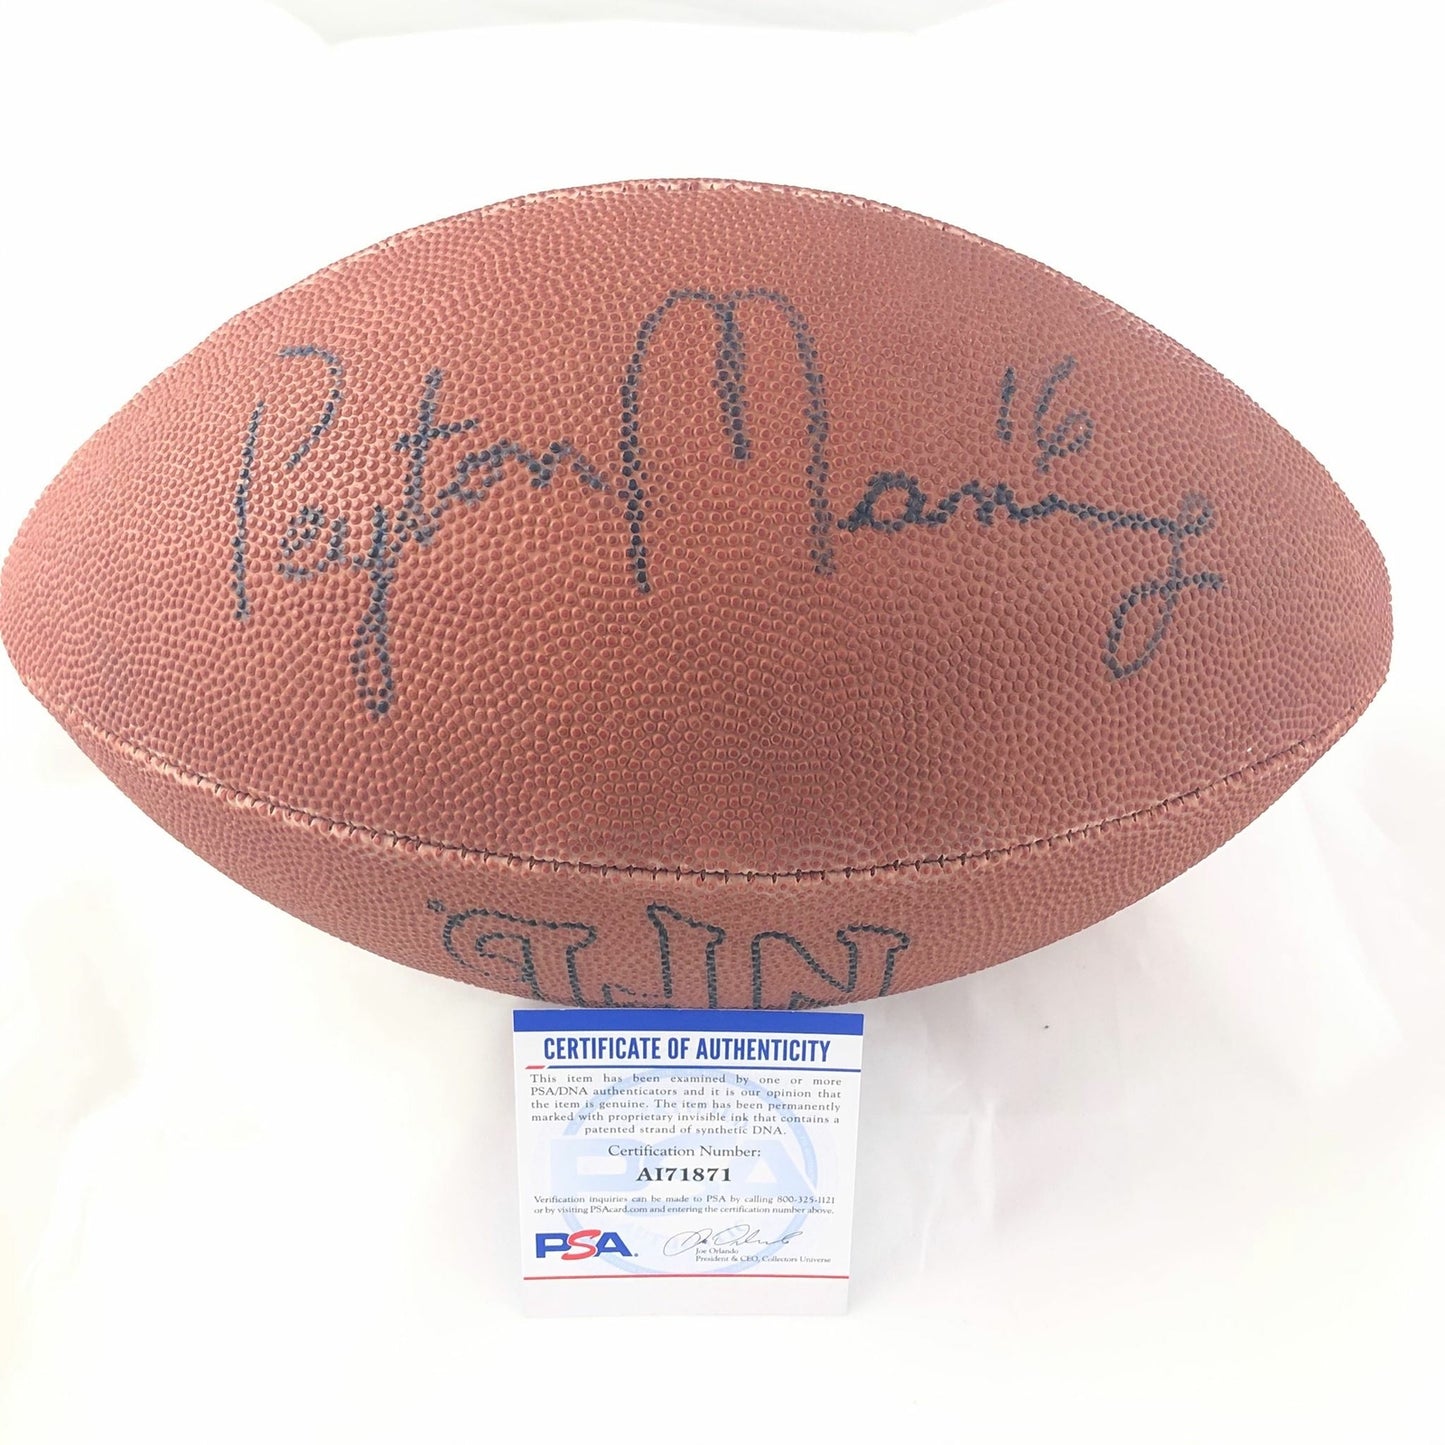 Peyton Manning 16
NFL
CERTIFICATE OF AUTHENTICITY
This item has been examined by one or more
PSA/DNA authenticators and it is our opinion that
the item is genuine. The item has been permanently
marked with proprietary invisible ink that contains a
patented strand of synthetic DNA.
Certification Number:
AI71871
Verification inquiries can be made to PSA by calling 800-325-1121
or by visiting PSAcard.com and entering the certification number above.
PSA.
Joe Orlando
Joe Orlando
President & CEO, Collectors Universe